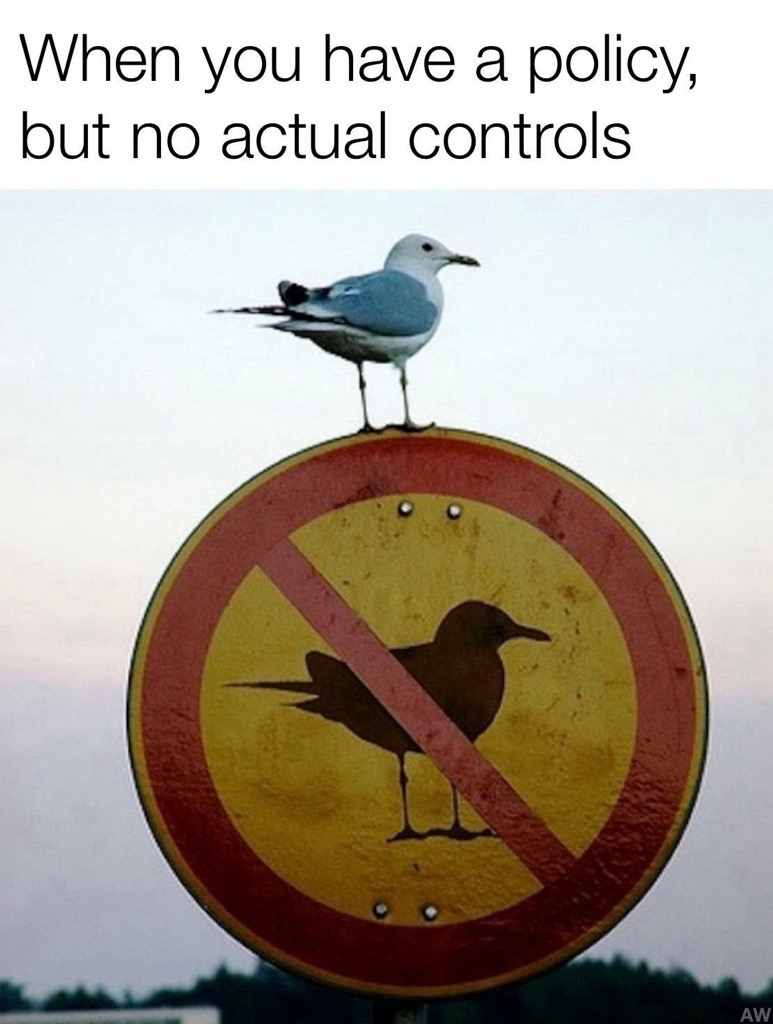 When you have a policy,
but no actual controls
AW